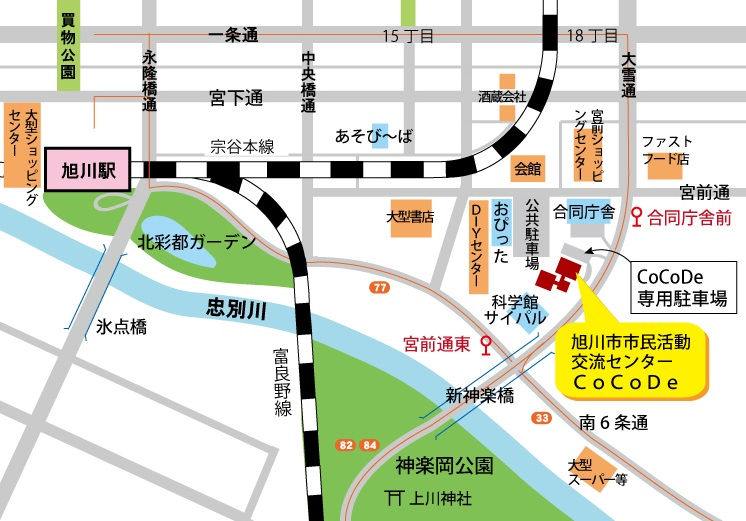 買物公園
一条通
15丁目
18丁目
永隆橋通
中央橋通
大雪通
宮下通
酒蔵会社
大型ショッピング
センター
あそび～ば
宮前ショッピ
ングセンター
ファスト
フード店
宗谷本線
旭川駅
会館
宮前通
大型書店
DIYセンター
おぴった
公共駐車場
合同庁舎
合同庁舎前
北彩都ガーデン
CoCoDe
専用駐車場
77
忠別川
科学館
サイパル
氷点橋
宮前通東
旭川市市民活動
交流センター
CoCoDe
富良野線
新神楽橋
33
南6条通
82
84
神楽岡公園
大型
スーパー等
上川神社